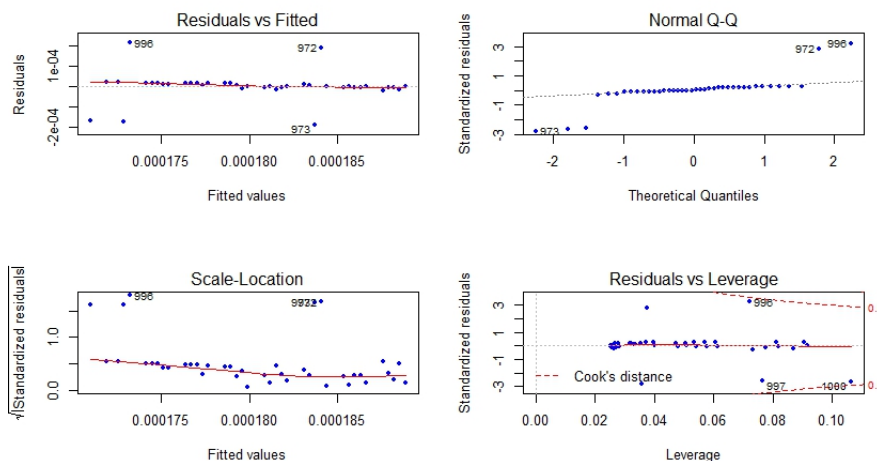 Residuals vs Fitted
Residuals
1e-04
-2e-04
996
972
973
0.000175
0.000180
0.000185
Fitted values
Normal Q-Q
Standardized residuals
3
1
-1
-3
972
996
973
-2
-1
0
1
2
Theoretical Quantiles
Scale-Location
√|Standardized residuals
1.0
0.0
996
0.000175
0.000180
0.000185
Fitted values
Residuals vs Leverage
Standardized residuals
3
1
-1
-3
996
997
1000
Cook's distance
0.00
0.02
0.04
0.06
0.08
0.10
Leverage